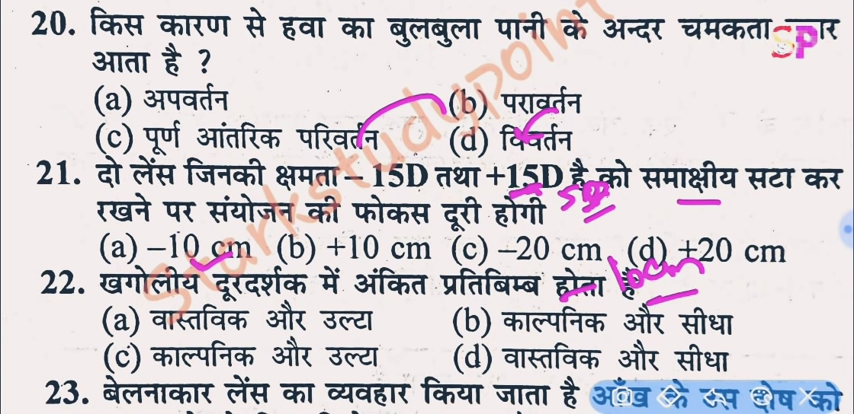 20. किस कारण से हवा का बुलबुला पानी के अन्दर चमकता
आता है ?
(a) अपवर्तन (b) परावर्तन
(c) पूर्ण आंतरिक परिवर्तन (d) विवर्तन
21. दो लेंस जिनकी क्षमता – 15D तथा +15D है को समाक्षीय सटा कर
रखने पर संयोजन की फोकस दूरी होगी
(a) –10 cm (b) +10 cm (c) –20 cm (d) +20 cm
10cm
22. खगोलीय दूरदर्शक में अंकित प्रतिबिम्ब होता है
(a) वास्तविक और उल्टा (b) काल्पनिक और सीधा
(c) काल्पनिक और उल्टा (d) वास्तविक और सीधा
23. बेलनाकार लेंस का व्यवहार किया जाता है आँख के
को
Starkstudypoint
SP